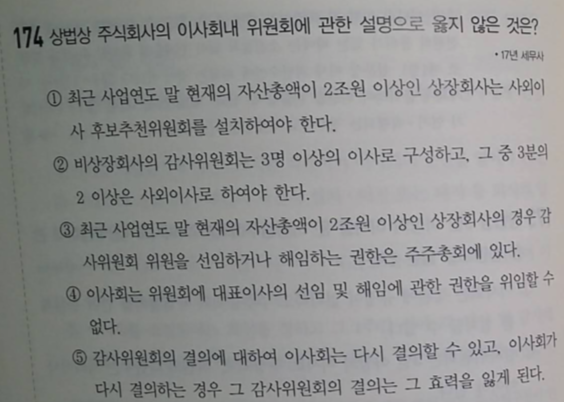 174 상법상 주식회사의 이사회내 위원회에 관한 설명으로 옳지 않은 것은?
• 17년 세무사
① 최근 사업연도 말 현재의 자산총액이 2조원 이상인 상장회사는 사외이
사 후보추천위원회를 설치하여야 한다.
② 비상장회사의 감사위원회는 3명 이상의 이사로 구성하고, 그 중 3분의
2 이상은 사외이사로 하여야 한다.
③ 최근 사업연도 말 현재의 자산총액이 2조원 이상인 상장회사의 경우 감
사위원회 위원을 선임하거나 해임하는 권한은 주주총회에 있다.
④ 이사회는 위원회에 대표이사의 선임 및 해임에 관한 권한을 위임할 수
없다.
⑤ 감사위원회의 결의에 대하여 이사회는 다시 결의할 수 있고, 이사회가
다시 결의하는 경우 그 감사위원회의 결의는 그 효력을 잃게 된다.